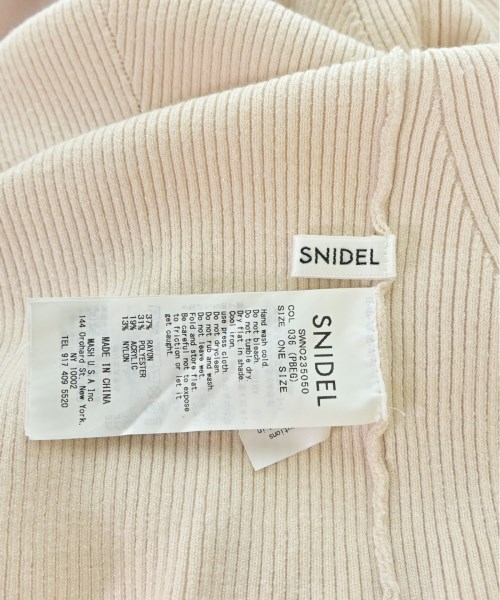 SNIDEL
SNIDEL
SWNO235050
COL 036 (PBEG)
SIZE ONE SIZE
Hand wash cold.
Do not bleach.
Do not tumble dry.
Dry flat in shade.
Cool iron.
use press cloth
Do not dryclean.
Do not rub and wash.
Do not leave wet.
Fold and store flat.
Be careful not to expose
to friction or let it
get caught.
37% RAYON
31% POLYESTER
19% ACRYLIC
13% NYLON
MADE IN CHINA
MASH U.S.A Inc
144 Orchard St, New York,
NY 10002
TEL 917 409 5520